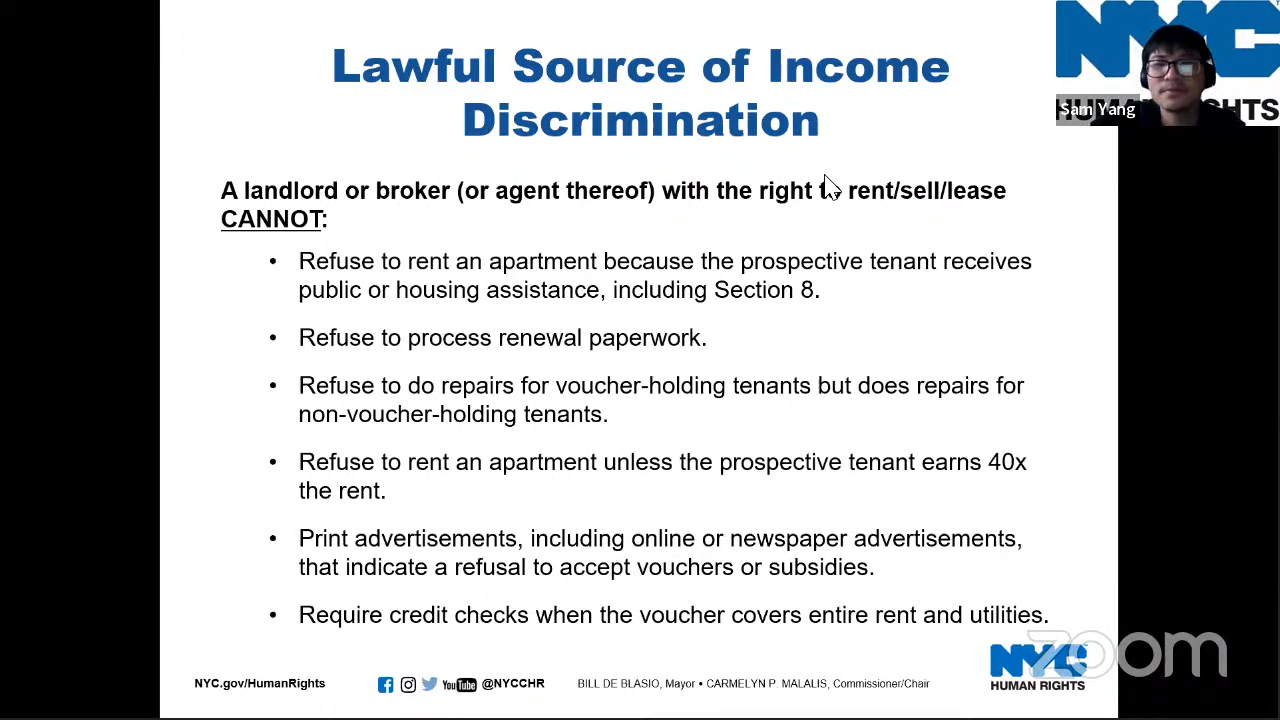 Lawful Source of Income
Discrimination
NYC
HUMAN RIGHTS
Sam Yang
A landlord or broker (or agent thereof) with the right to rent/sell/lease
CANNOT:
• Refuse to rent an apartment because the prospective tenant receives
public or housing assistance, including Section 8.
• Refuse to process renewal paperwork.
• Refuse to do repairs for voucher-holding tenants but does repairs for
non-voucher-holding tenants.
• Refuse to rent an apartment unless the prospective tenant earns 40x
the rent.
• Print advertisements, including online or newspaper advertisements,
that indicate a refusal to accept vouchers or subsidies.
• Require credit checks when the voucher covers entire rent and utilities.
NYC
HUMAN RIGHTS
zoom
NYC.gov/HumanRights
YouTube @NYCCHR
BILL DE BLASIO, Mayor • CARMELYN P. MALALIS, Commissioner/Chair